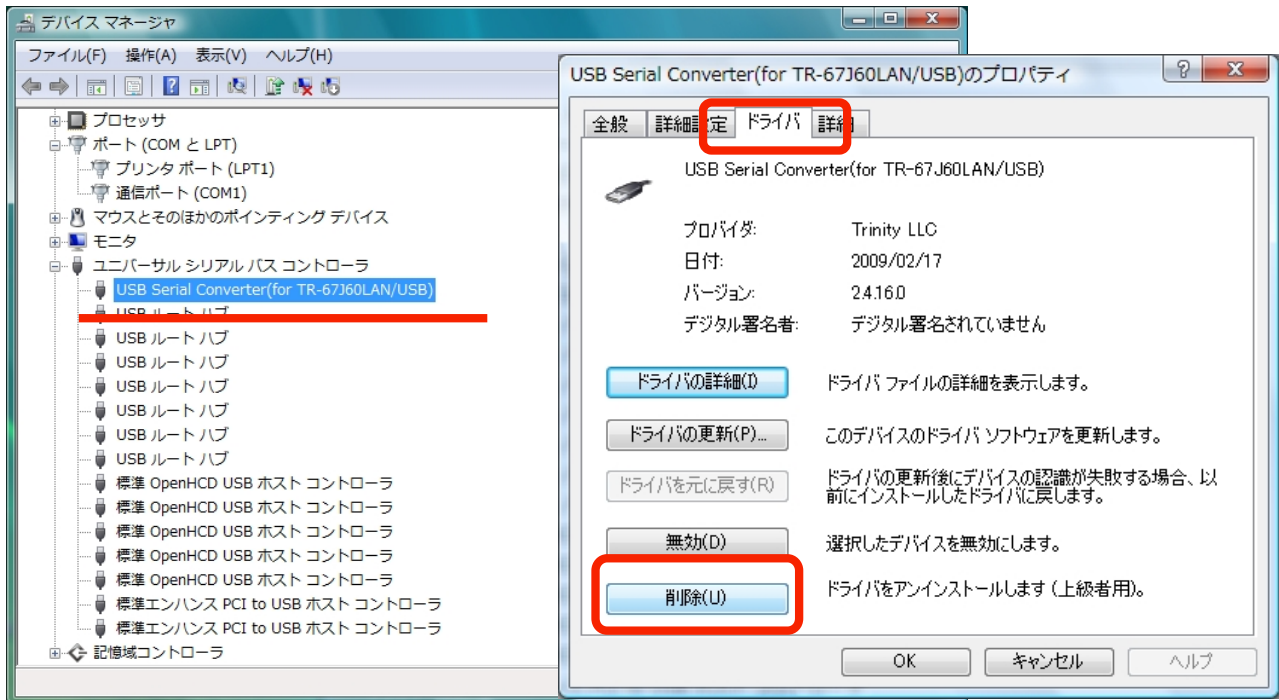 デバイス マネージャ
ファイル(F) 操作(A) 表示(V) ヘルプ(H)
プロセッサ
ポート (COM と LPT)
プリンタ ポート (LPT1)
通信ポート (COM1)
マウスとそのほかのポインティング デバイス
モニタ
ユニバーサル シリアル バス コントローラ
USB Serial Converter(for TR-67J60LAN/USB)
USB ルート ハブ
USB ルート ハブ
USB ルート ハブ
USB ルート ハブ
USB ルート ハブ
USB ルート ハブ
USB ルート ハブ
標準 OpenHCD USB ホスト コントローラ
標準 OpenHCD USB ホスト コントローラ
標準 OpenHCD USB ホスト コントローラ
標準 OpenHCD USB ホスト コントローラ
標準 OpenHCD USB ホスト コントローラ
標準エンハンス PCI to USB ホスト コントローラ
標準エンハンス PCI to USB ホスト コントローラ
記憶域コントローラ
USB Serial Converter(for TR-67J60LAN/USB)のプロパティ
全般 詳細設定 ドライバ 詳細
USB Serial Converter(for TR-67J60LAN/USB)
プロバイダ: Trinity LLC
日付: 2009/02/17
バージョン: 2.4.16.0
デジタル署名者: デジタル署名されていません
ドライバの詳細(I) ドライバ ファイルの詳細を表示します。
ドライバの更新(P)... このデバイスのドライバ ソフトウェアを更新します。
ドライバを元に戻す(R) ドライバの更新後にデバイスの認識が失敗する場合、以
前にインストールしたドライバに戻します。
無効(D) 選択したデバイスを無効にします。
削除(U) ドライバをアンインストールします (上級者用)。
OK キャンセル ヘルプ